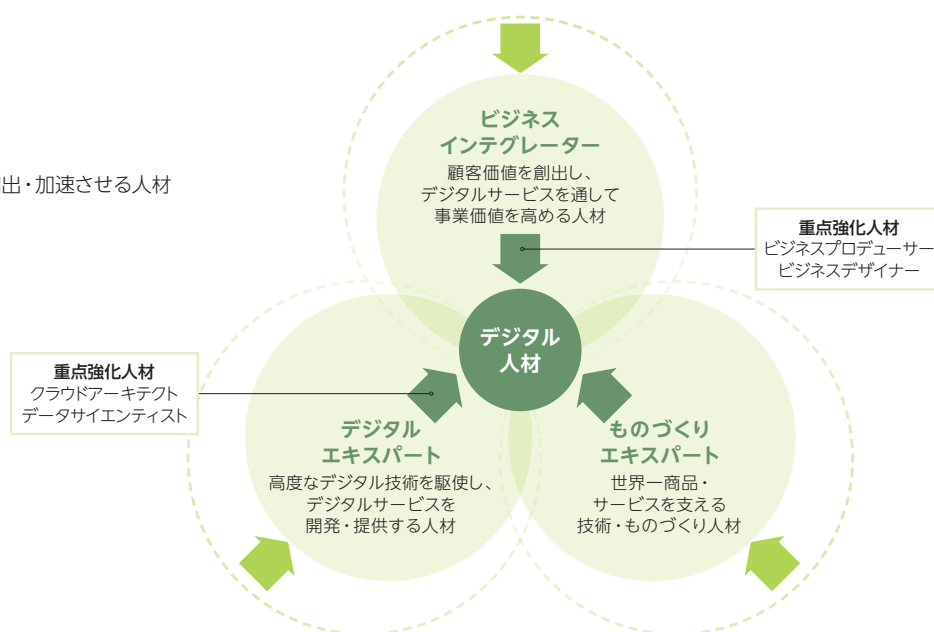 ビジネス
インテグレーター
顧客価値を創出し、
デジタルサービスを通して
事業価値を高める人材
出・加速させる人材
重点強化人材
ビジネスプロデューサー
ビジネスデザイナー
デジタル
人材
重点強化人材
クラウドアーキテクト
データサイエンティスト
デジタル
エキスパート
高度なデジタル技術を駆使し、
デジタルサービスを
開発・提供する人材
ものづくり
エキスパート
世界一商品・
サービスを支える
技術・ものづくり人材